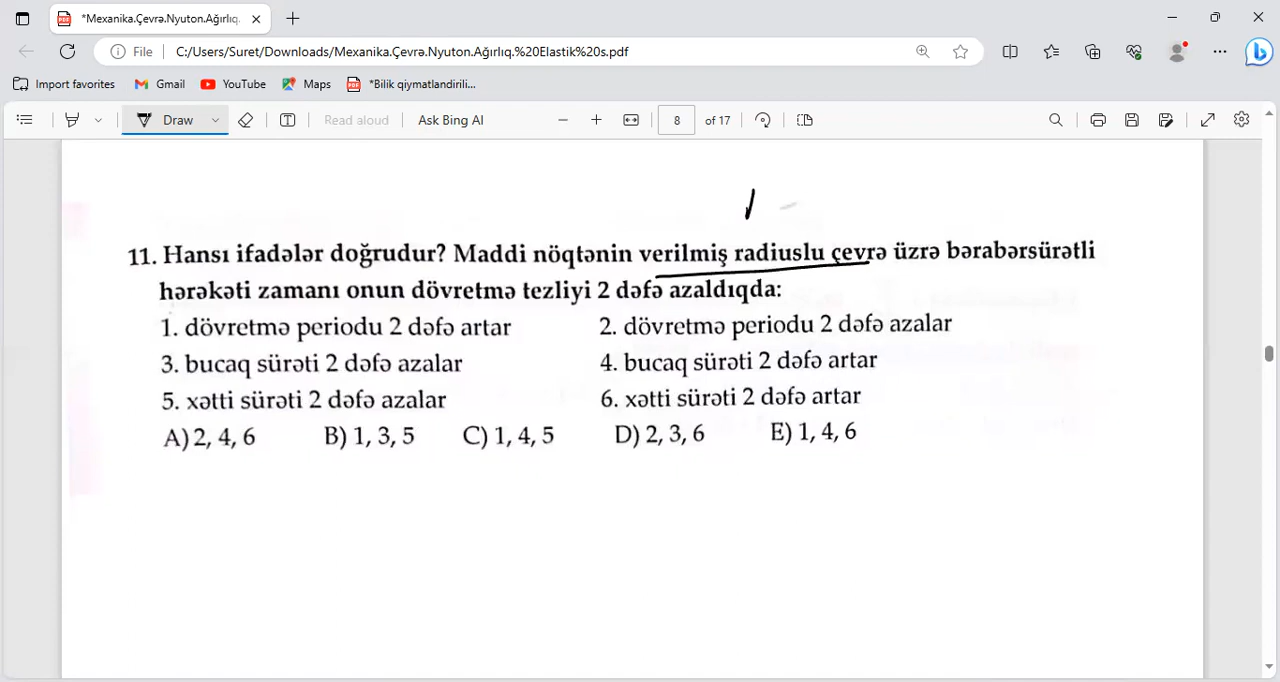 *Mexanika.Çevrə.Nyuton.Ağırlıq.
File
C:/Users/Suret/Downloads/Mexanika.Çevrə.Nyuton.Ağırlıq.%20Elastik%20s.pdf
Import favorites
Gmail
YouTube
Maps
*Bilik qiymatlandirili...
Draw
Read aloud
Ask Bing AI
8 of 17
11. Hansı ifadələr doğrudur? Maddi nöqtənin verilmiş radiuslu çevrə üzrə bərabərsürətli
hərəkəti zamanı onun dövretmə tezliyi 2 dəfə azaldıqda:
1. dövretmə periodu 2 dəfə artar 2. dövretmə periodu 2 dəfə azalar
3. bucaq sürəti 2 dəfə azalar 4. bucaq sürəti 2 dəfə artar
5. xətti sürəti 2 dəfə azalar 6. xətti sürəti 2 dəfə artar
A) 2, 4, 6 B) 1, 3, 5 C) 1, 4, 5 D) 2, 3, 6 E) 1, 4, 6